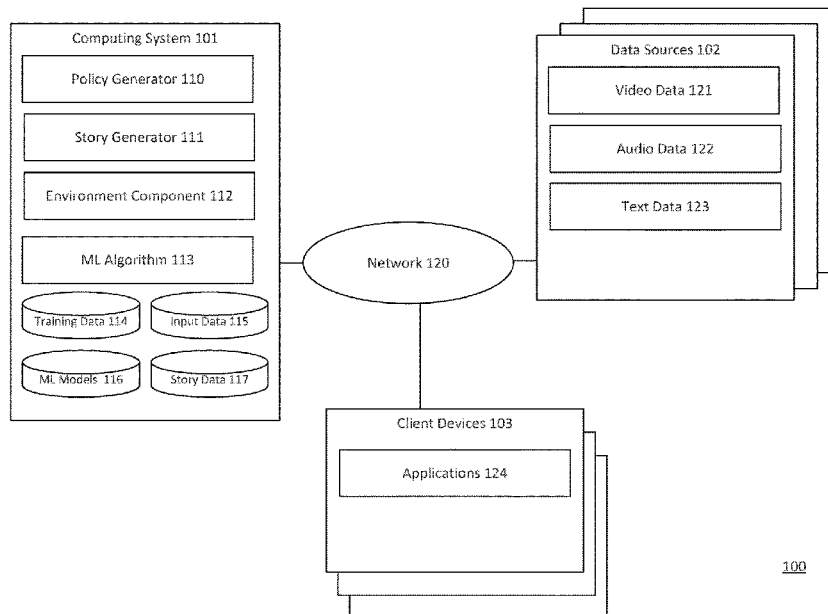 Computing System 101
Policy Generator 110
Story Generator 111
Environment Component 112
ML Algorithm 113
Training Data 114
Input Data 115
ML Models 116
Story Data 117
Network 120
Data Sources 102
Video Data 121
Audio Data 122
Text Data 123
Client Devices 103
Applications 124
100